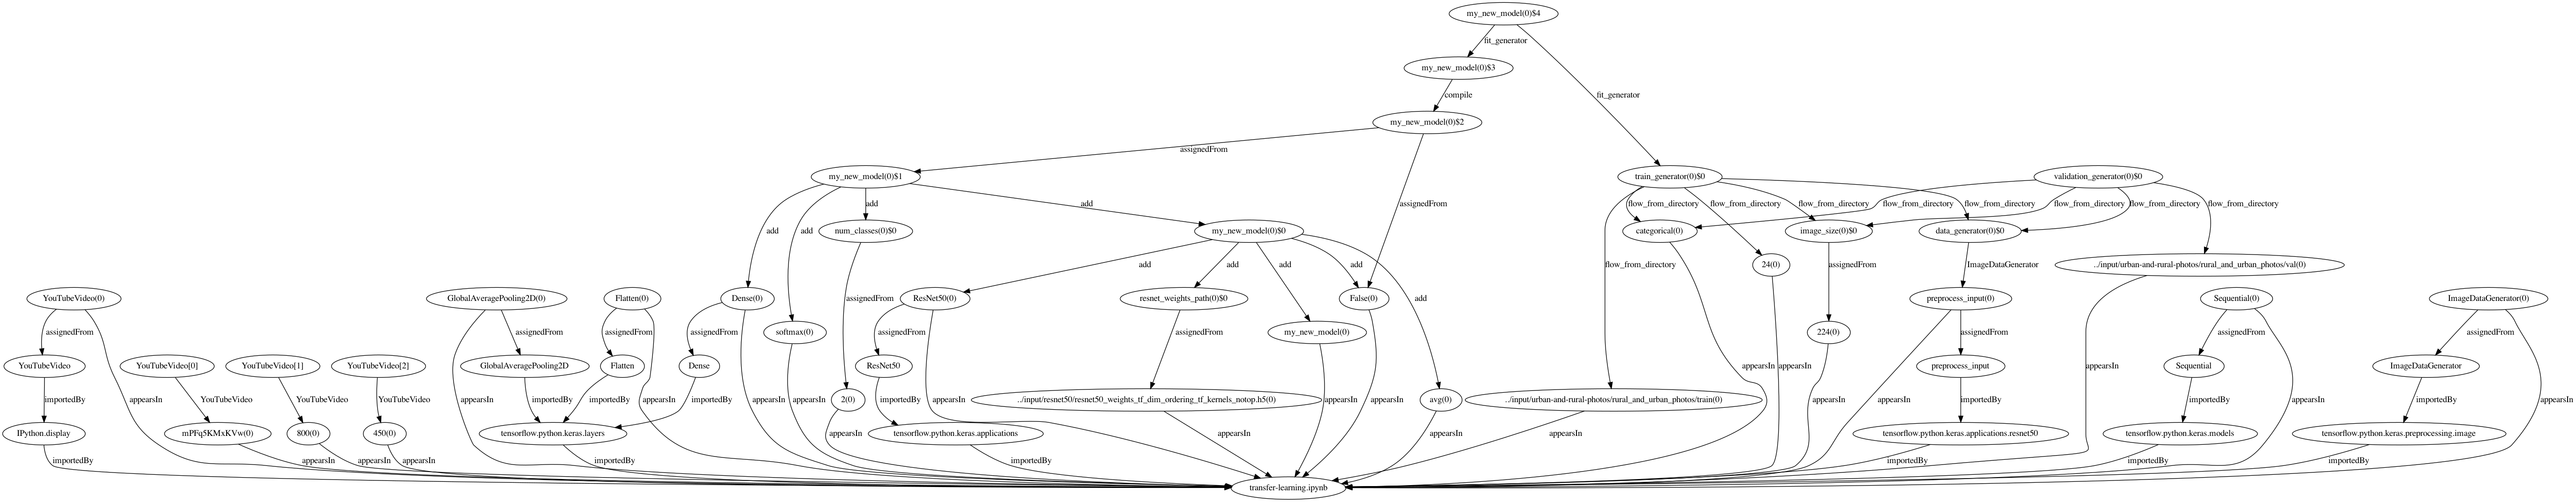 my_new_model(0)$4
fit_generator
my_new_model(0)$3
compile
fit_generator
my_new_model(0)$2
assignedFrom
my_new_model(0)$1
train_generator(0)$0
validation_generator(0)$0
add
add
add
add
assignedFrom
flow_from_directory
flow_from_directory
flow_from_directory
flow_from_directory
flow_from_directory
flow_from_directory
flow_from_directory
flow_from_directory
num_classes(0)$0
my_new_model(0)$0
categorical(0)
image_size(0)$0
data_generator(0)$0
add
add
add
add
add
flow_from_directory
24(0)
assignedFrom
ImageDataGenerator
../input/urban-and-rural-photos/rural_and_urban_photos/val(0)
YouTubeVideo(0)
GlobalAveragePooling2D(0)
Flatten(0)
Dense(0)
assignedFrom
ResNet50(0)
resnet_weights_path(0)$0
False(0)
preprocess_input(0)
Sequential(0)
ImageDataGenerator(0)
assignedFrom
assignedFrom
assignedFrom
assignedFrom
softmax(0)
assignedFrom
assignedFrom
my_new_model(0)
224(0)
assignedFrom
assignedFrom
assignedFrom
YouTubeVideo
YouTubeVideo[0]
YouTubeVideo[1]
YouTubeVideo[2]
GlobalAveragePooling2D
Flatten
Dense
ResNet50
appearsIn
appearsIn
preprocess_input
appearsIn
Sequential
ImageDataGenerator
importedBy
appearsIn
YouTubeVideo
YouTubeVideo
YouTubeVideo
appearsIn
importedBy
importedBy
importedBy
appearsIn
appearsIn
appearsIn
2(0)
importedBy
appearsIn
../input/resnet50/resnet50_weights_tf_dim_ordering_tf_kernels_notop.h5(0)
appearsIn
appearsIn
avg(0)
../input/urban-and-rural-photos/rural_and_urban_photos/train(0)
appearsIn
appearsIn
importedBy
importedBy
appearsIn
importedBy
appearsIn
IPython.display
mPFq5KMxKVw(0)
800(0)
450(0)
tensorflow.python.keras.layers
appearsIn
tensorflow.python.keras.applications
appearsIn
appearsIn
appearsIn
tensorflow.python.keras.applications.resnet50
tensorflow.python.keras.models
tensorflow.python.keras.preprocessing.image
importedBy
appearsIn
appearsIn
appearsIn
importedBy
importedBy
importedBy
importedBy
importedBy
transfer-learning.ipynb